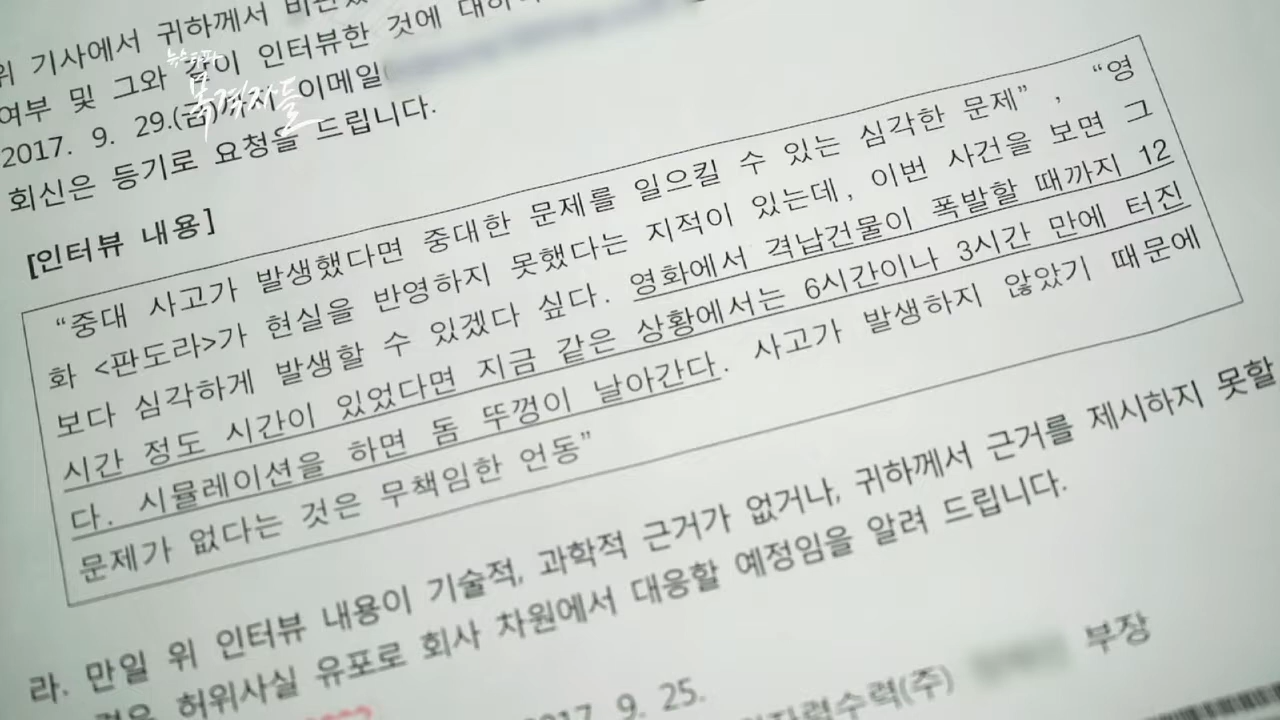 위 기사에서 귀하께서
여부 및 그와 같이 인터뷰한 것에
2017. 9. 29.(금)까지 이메일(
회신은 등기로 요청을 드립니다.
뉴스타파
목격자들
[인터뷰 내용]
“중대 사고가 발생했다면 중대한 문제를 일으킬 수 있는 심각한 문제” , “영
화 <판도라>가 현실을 반영하지 못했다는 지적이 있는데, 이번 사건을 보면 그
보다 심각하게 발생할 수 있겠다 싶다. 영화에서 격납건물이 폭발할 때까지 12
시간 정도 시간이 있었다면 지금 같은 상황에서는 6시간이나 3시간 만에 터진
다. 시뮬레이션을 하면 돔 뚜껑이 날아간다. 사고가 발생하지 않았기 때문에
문제가 없다는 것은 무책임한 언동”
라. 만일 위 인터뷰 내용이 기술적, 과학적 근거가 없거나, 귀하께서 근거를 제시하지 못할
허위사실 유포로 회사 차원에서 대응할 예정임을 알려 드립니다.
2017. 9. 25.
자력수력(주) 부장